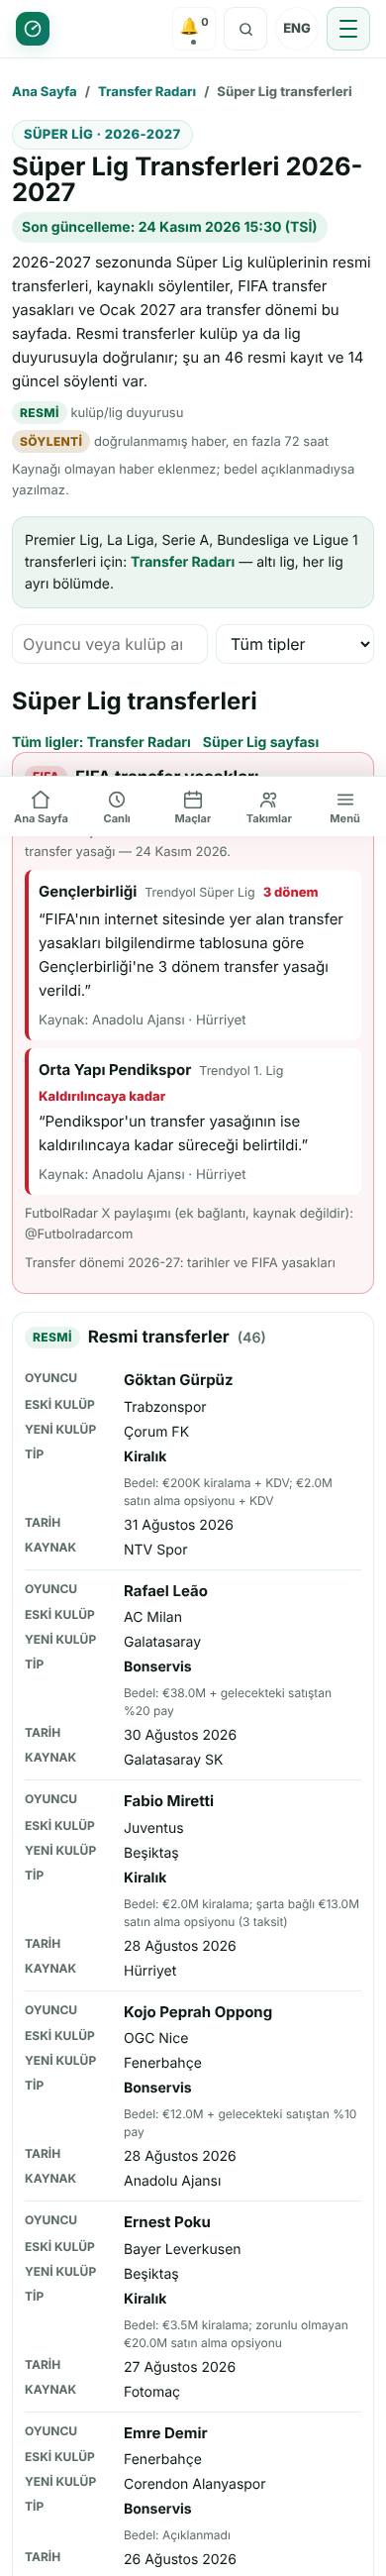 🔔 0
ENG
Ana Sayfa / Transfer Radarı / Süper Lig transferleri
SÜPER LİG · 2026-2027
Süper Lig Transferleri 2026-
2027
Son güncelleme: 24 Kasım 2026 15:30 (TSİ)
2026-2027 sezonunda Süper Lig kulüplerinin resmi
transferleri, kaynaklı söylentiler, FIFA transfer
yasakları ve Ocak 2027 ara transfer dönemi bu
sayfada. Resmi transferler kulüp ya da lig
duyurusuyla doğrulanır; şu an 46 resmi kayıt ve 14
güncel söylenti var.
RESMİ kulüp/lig duyurusu
SÖYLENTİ doğrulanmamış haber, en fazla 72 saat
Kaynağı olmayan haber eklenmez; bedel açıklanmadıysa
yazılmaz.
Premier Lig, La Liga, Serie A, Bundesliga ve Ligue 1
transferleri için: Transfer Radarı — altı lig, her lig
ayrı bölümde.
Oyuncu veya kulüp
Tüm tipler
Süper Lig transferleri
Tüm ligler: Transfer Radarı Süper Lig sayfası
Ana Sayfa
Canlı
Maçlar
Takımlar
Menü
transfer yasağı — 24 Kasım 2026.
Gençlerbirliği Trendyol Süper Lig 3 dönem
“FIFA'nın internet sitesinde yer alan transfer
yasakları bilgilendirme tablosuna göre
Gençlerbirliği'ne 3 dönem transfer yasağı
verildi.”
Kaynak: Anadolu Ajansı · Hürriyet
Orta Yapı Pendikspor Trendyol 1. Lig
Kaldırılıncaya kadar
“Pendikspor'un transfer yasağının ise
kaldırılıncaya kadar süreceği belirtildi.”
Kaynak: Anadolu Ajansı · Hürriyet
FutbolRadar X paylaşımı (ek bağlantı, kaynak değildir):
@Futbolradarcom
Transfer dönemi 2026-27: tarihler ve FIFA yasakları
RESMİ Resmi transferler (46)
OYUNCU Göktan Gürpüz
ESKİ KULÜP Trabzonspor
YENİ KULÜP Çorum FK
TİP Kiralık
Bedel: €200K kiralama + KDV; €2.0M
satın alma opsiyonu + KDV
TARİH 31 Ağustos 2026
KAYNAK NTV Spor
OYUNCU Rafael Leão
ESKİ KULÜP AC Milan
YENİ KULÜP Galatasaray
TİP Bonservis
Bedel: €38.0M + gelecekteki satıştan
%20 pay
TARİH 30 Ağustos 2026
KAYNAK Galatasaray SK
OYUNCU Fabio Miretti
ESKİ KULÜP Juventus
YENİ KULÜP Beşiktaş
TİP Kiralık
Bedel: €2.0M kiralama; şarta bağlı €13.0M
satın alma opsiyonu (3 taksit)
TARİH 28 Ağustos 2026
KAYNAK Hürriyet
OYUNCU Kojo Peprah Oppong
ESKİ KULÜP OGC Nice
YENİ KULÜP Fenerbahçe
TİP Bonservis
Bedel: €12.0M + gelecekteki satıştan %10
pay
TARİH 28 Ağustos 2026
KAYNAK Anadolu Ajansı
OYUNCU Ernest Poku
ESKİ KULÜP Bayer Leverkusen
YENİ KULÜP Beşiktaş
TİP Kiralık
Bedel: €3.5M kiralama; zorunlu olmayan
€20.0M satın alma opsiyonu
TARİH 27 Ağustos 2026
KAYNAK Fotomaç
OYUNCU Emre Demir
ESKİ KULÜP Fenerbahçe
YENİ KULÜP Corendon Alanyaspor
TİP Bonservis
Bedel: Açıklanmadı
TARİH 26 Ağustos 2026